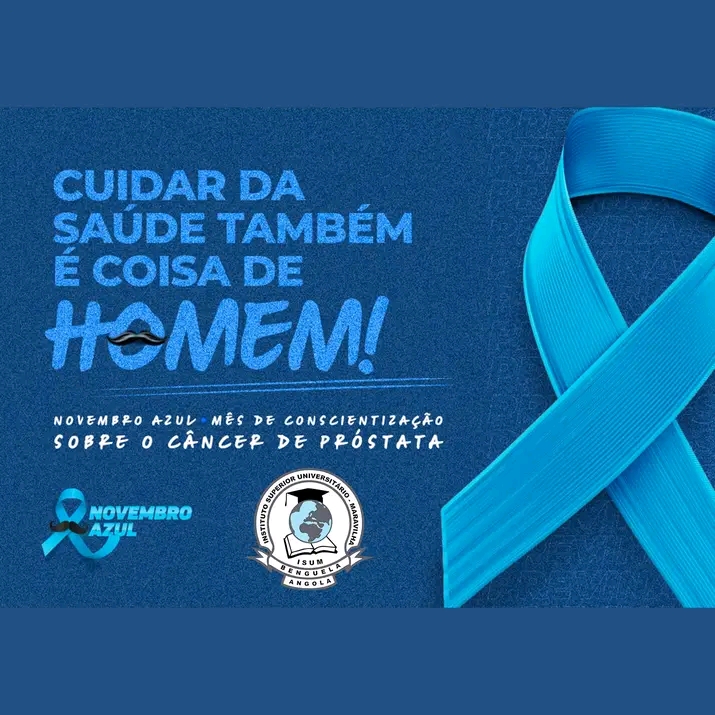 CUIDAR DA
SAÚDE TAMBÉM
É COISA DE
HOMEM!
NOVEMBRO AZUL • MÊS DE CONSCIENTIZAÇÃO
SOBRE O CÂNCER DE PRÓSTATA
NOVEMBRO
AZUL
INSTITUTO SUPERIOR UNIVERSITÁRIO - MARAVILHA
ISUM
BENGUELA
ANGOLA